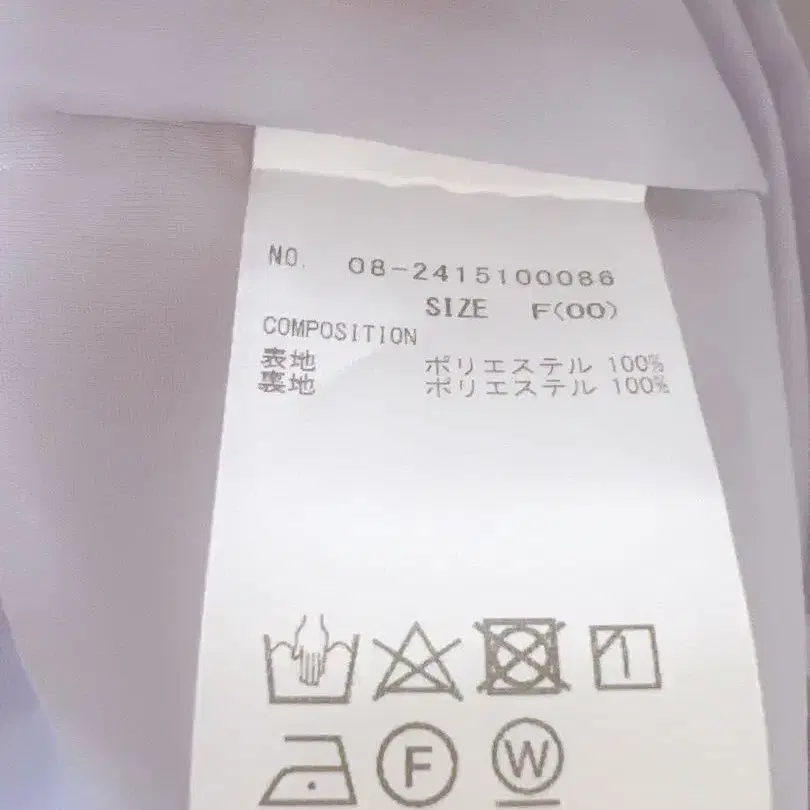 NO. 08-2415100086
SIZE F(00)
COMPOSITION
表地 ポリエステル 100%
裏地 ポリエステル 100%
F W